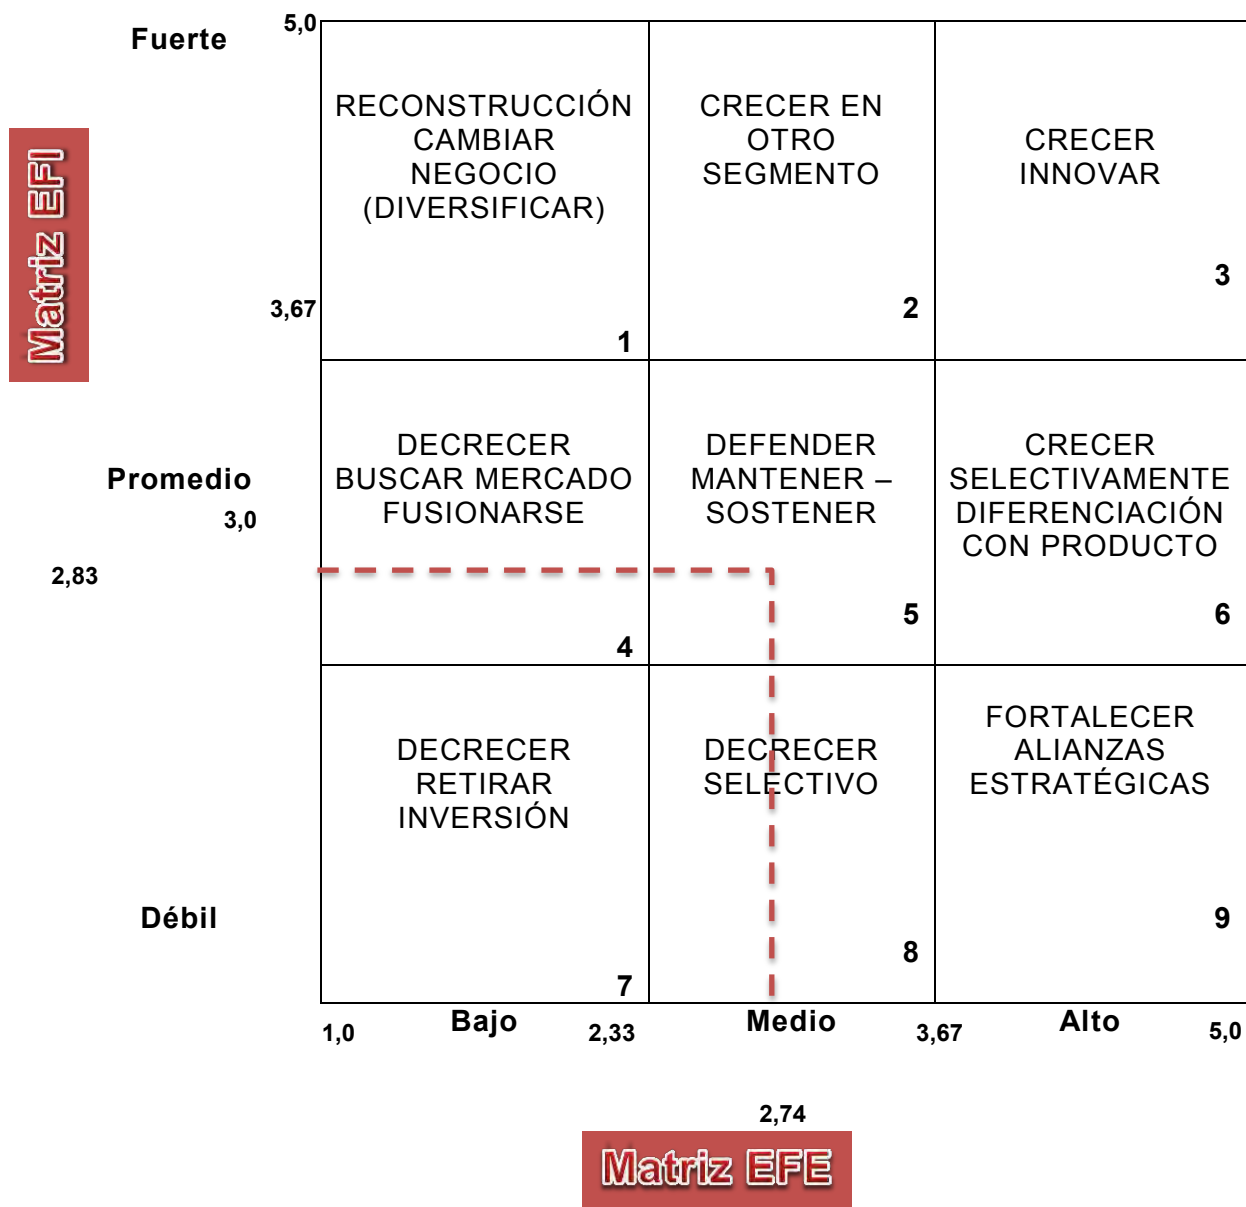 Fuerte
5,0
Matriz EFI
RECONSTRUCCIÓN
CAMBIAR
NEGOCIO
(DIVERSIFICAR)
1
CRECER EN
OTRO
SEGMENTO
2
CRECER
INNOVAR
3
3,67
Promedio
3,0
2,83
DECRECER
BUSCAR MERCADO
FUSIONARSE
4
DEFENDER
MANTENER –
SOSTENER
5
CRECER
SELECTIVAMENTE
DIFERENCIACIÓN
CON PRODUCTO
6
Débil
DECRECER
RETIRAR
INVERSIÓN
7
DECRECER
SELECTIVO
8
FORTALECER
ALIANZAS
ESTRATÉGICAS
9
1,0
Bajo
2,33
Medio
3,67
Alto
5,0
2,74
Matriz EFE